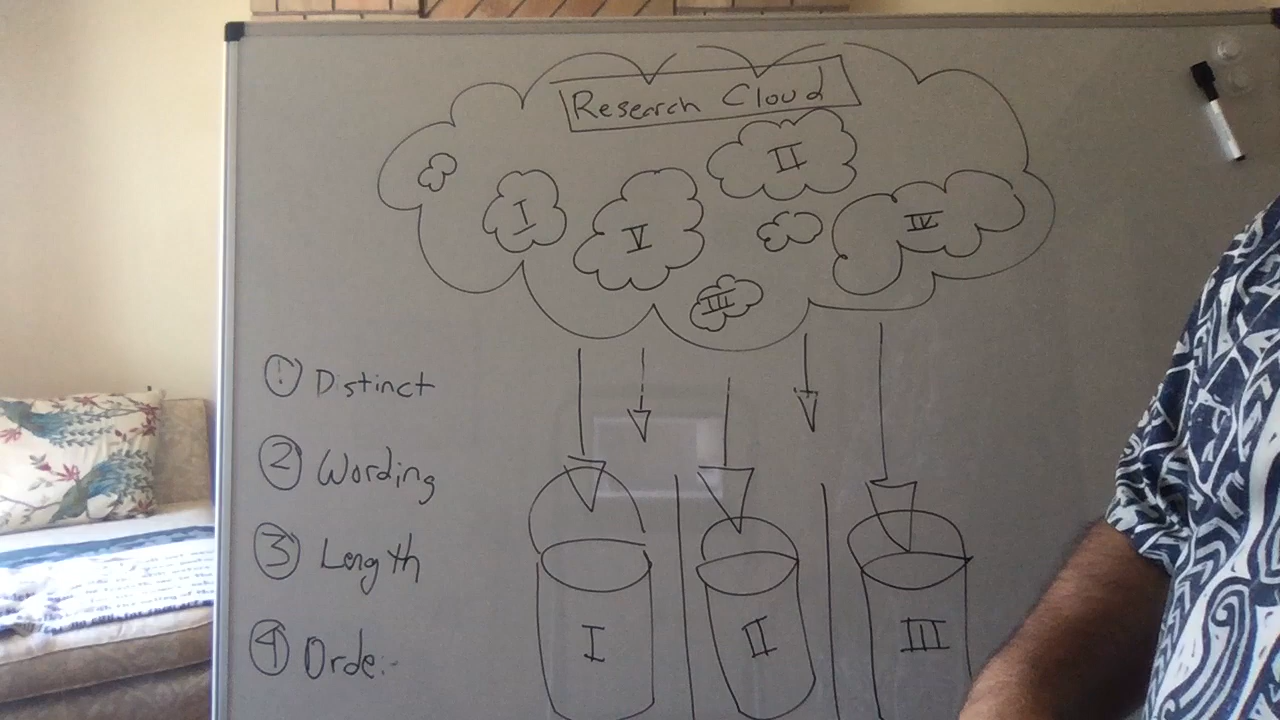 Research Cloud
II
I
V
IV
III
① Distinct
② Wording
③ Length
④ Orde
I
II
III